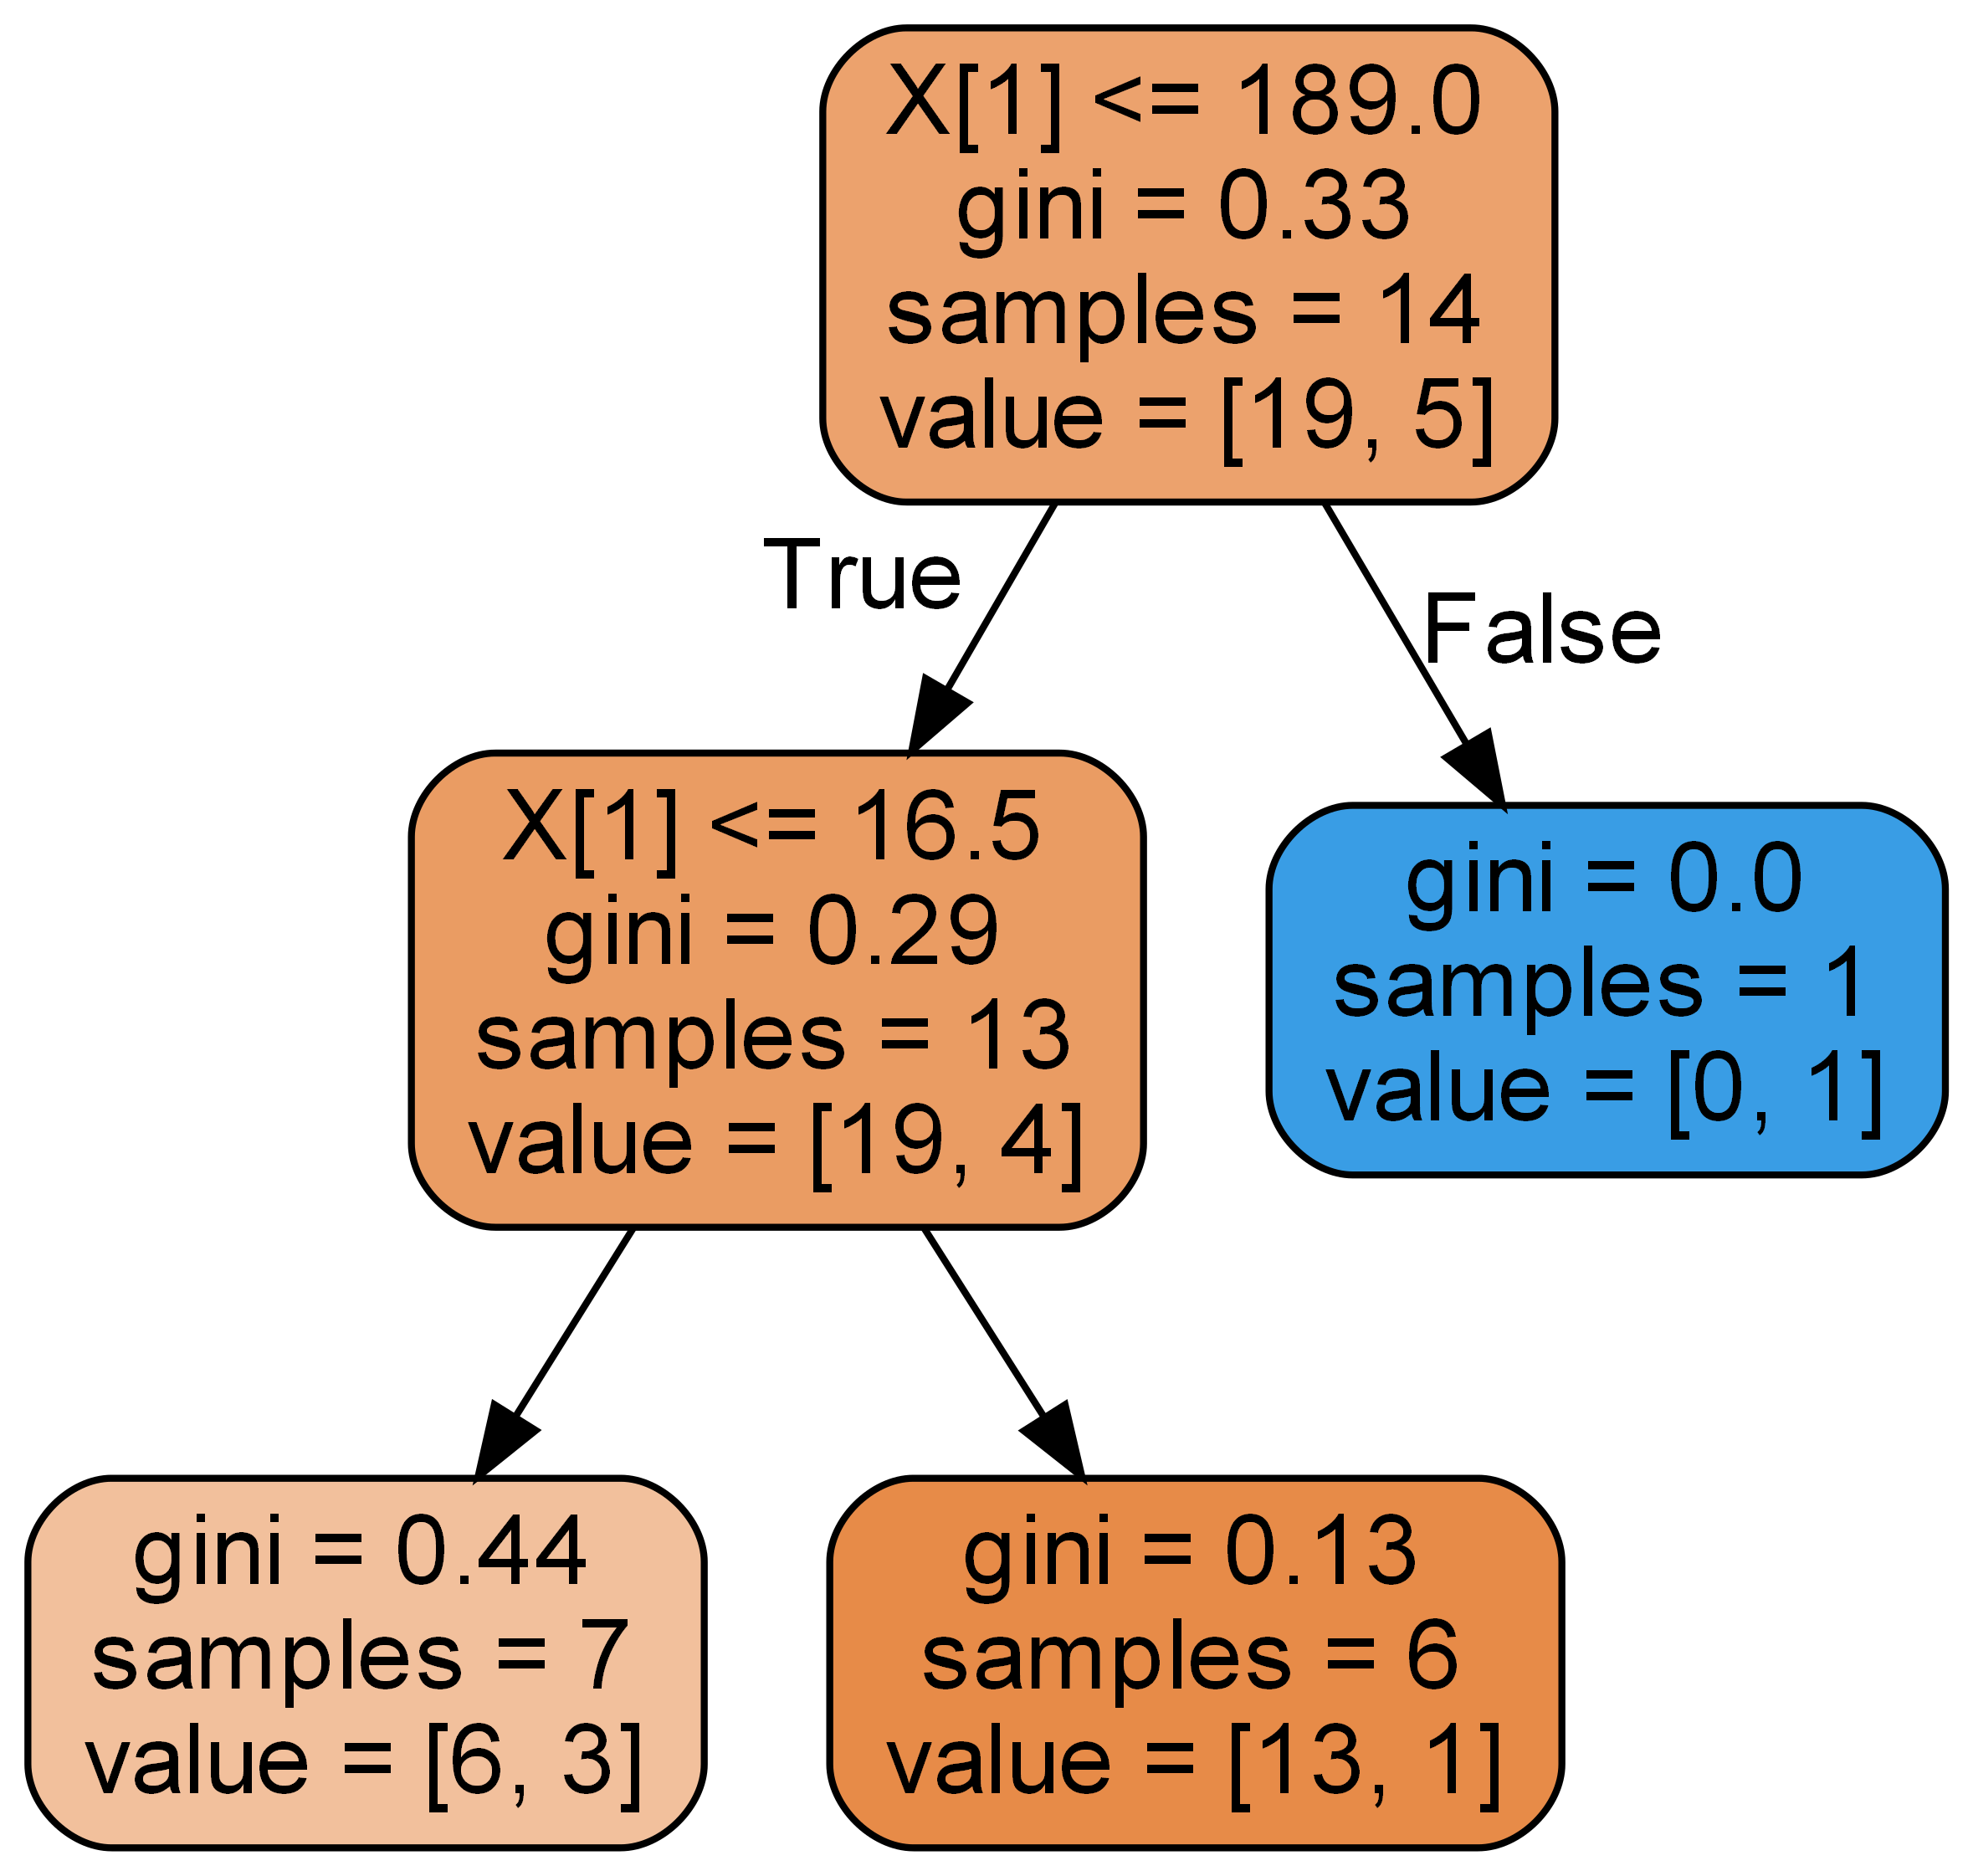 X[1] <= 189.0
gini = 0.33
samples = 14
value = [19, 5]
True
False
X[1] <= 16.5
gini = 0.29
samples = 13
value = [19, 4]
gini = 0.0
samples = 1
value = [0, 1]
gini = 0.44
samples = 7
value = [6, 3]
gini = 0.13
samples = 6
value = [13, 1]